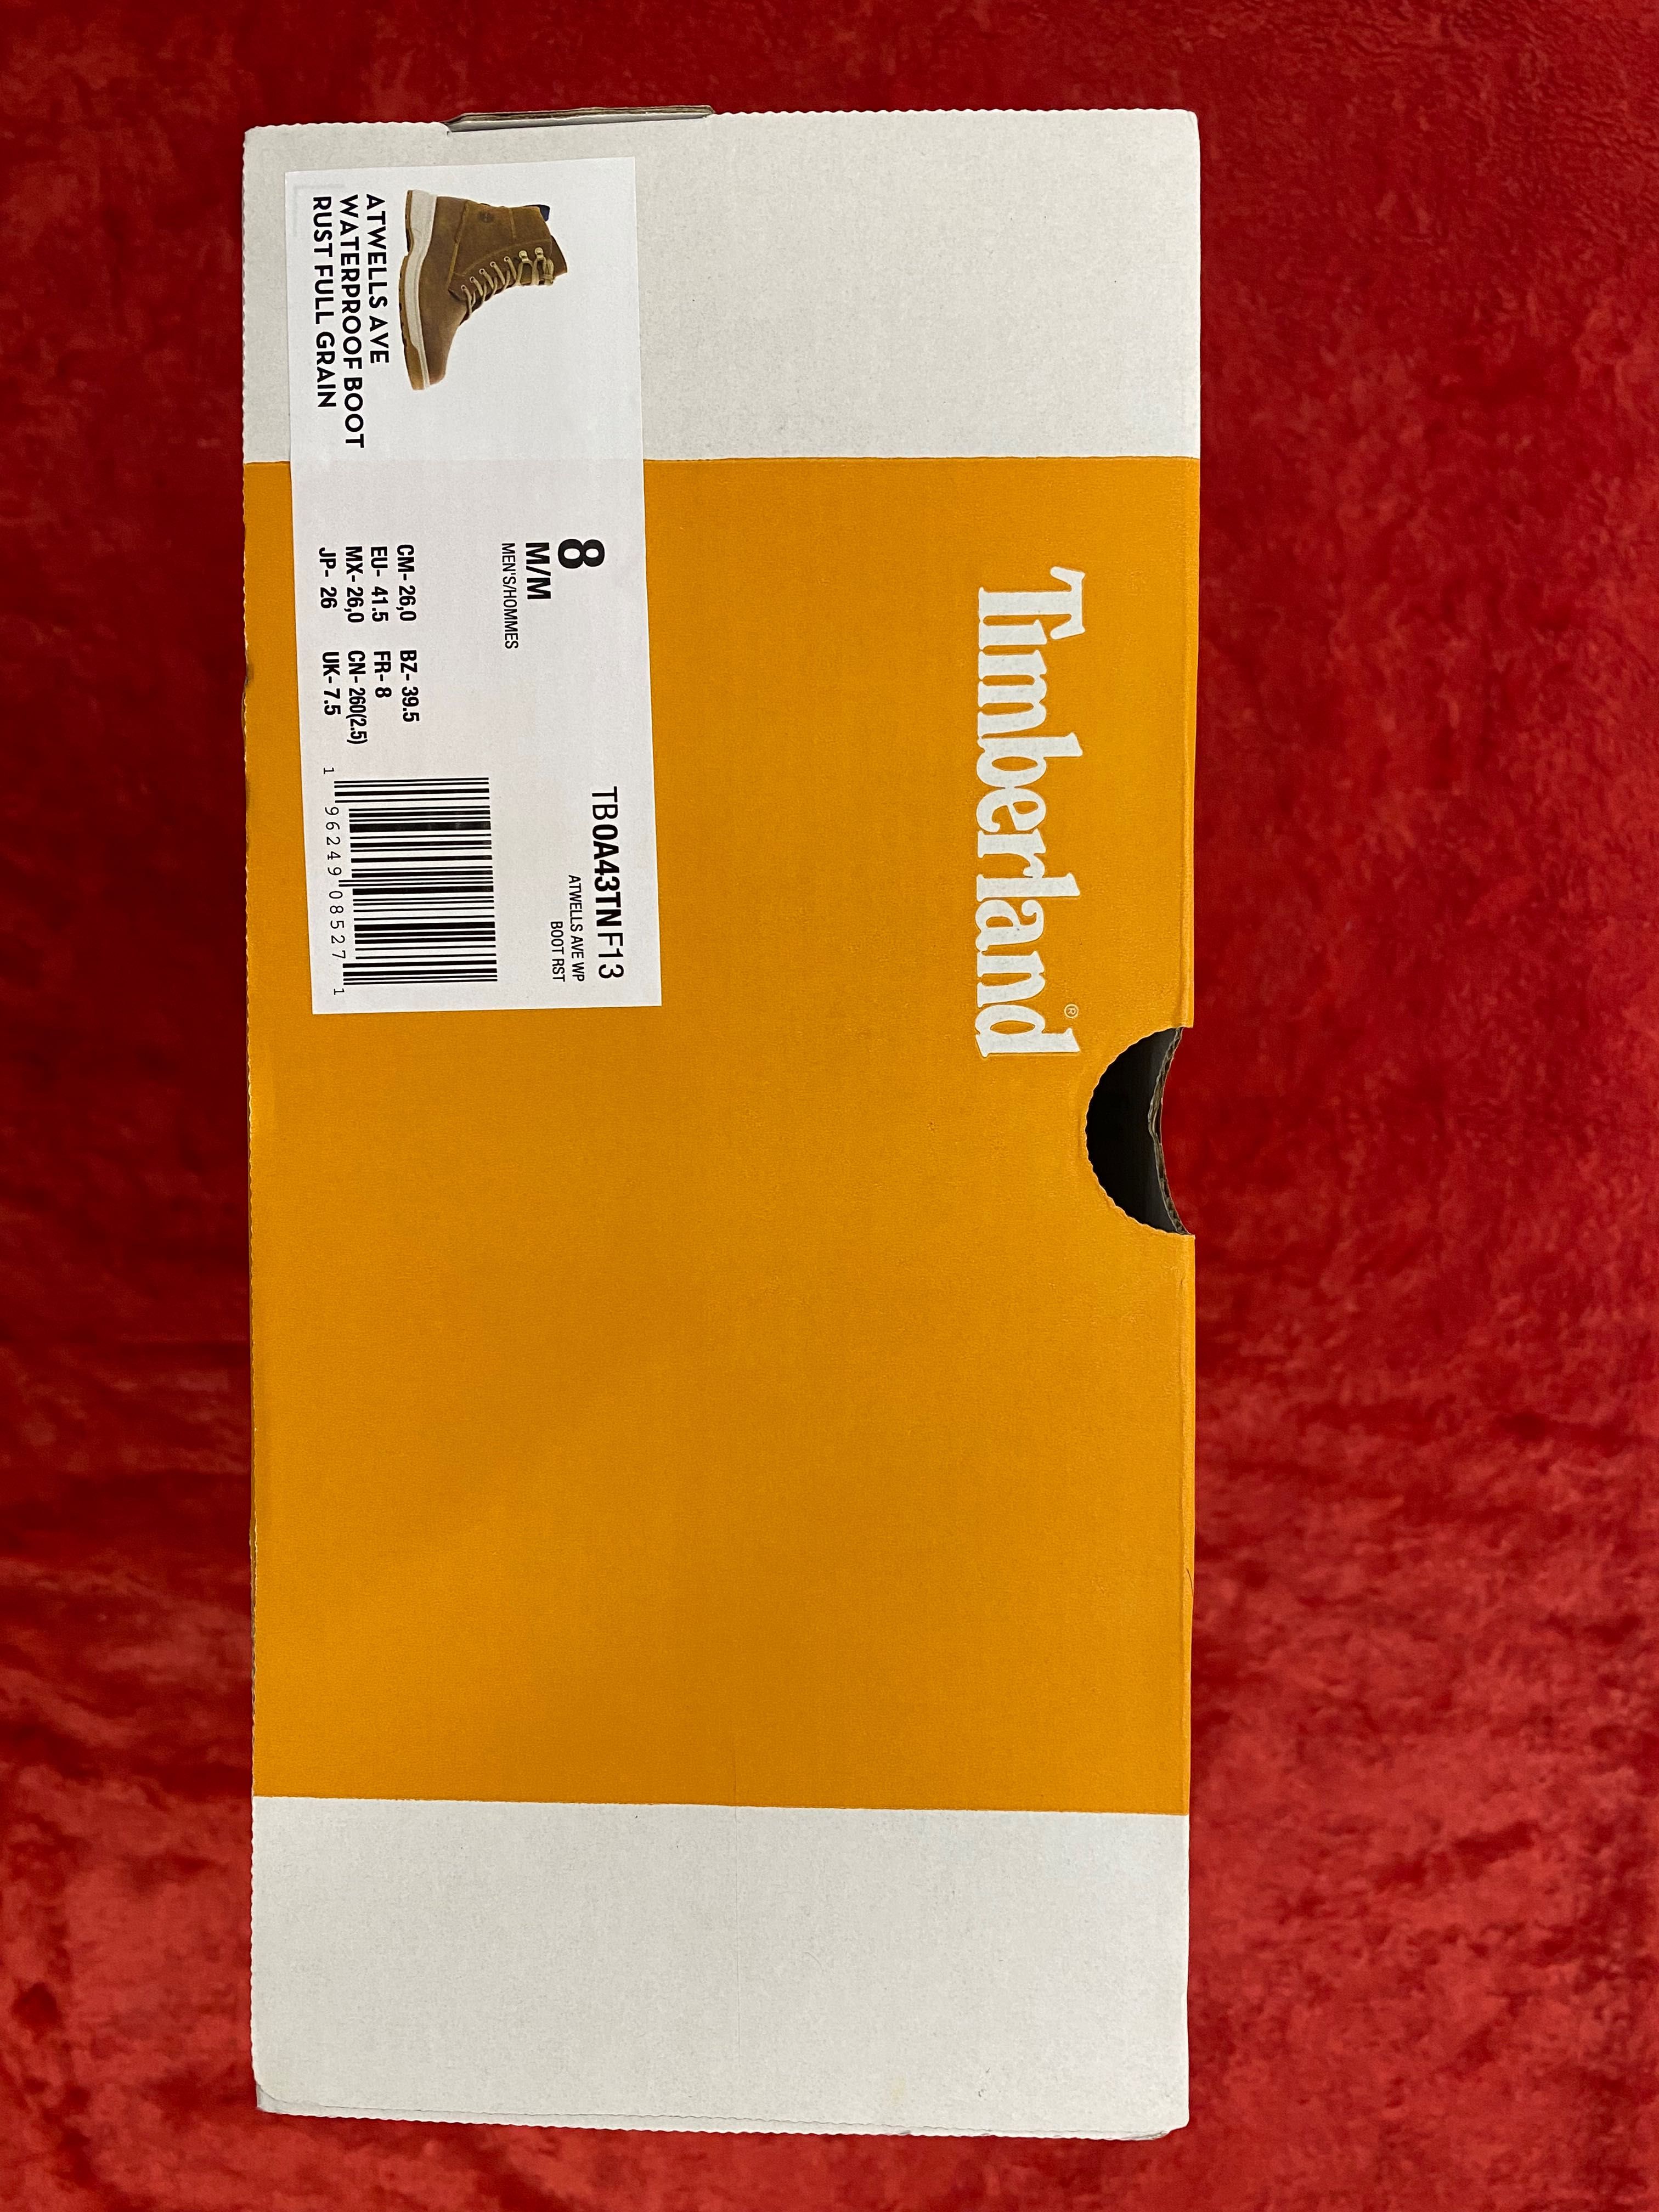 Timberland®
TB0A43TNF13
ATWELLS AVE WP
BOOT RST
8
M/M
MEN'S/HOMMES
ATWELLS AVE
WATERPROOF BOOT
RUST FULL GRAIN
CM- 26,0 BZ- 39.5
EU- 41.5 FR- 8
MX- 26,0 CN- 260(2.5)
JP- 26 UK- 7.5
1 96249 08527 1